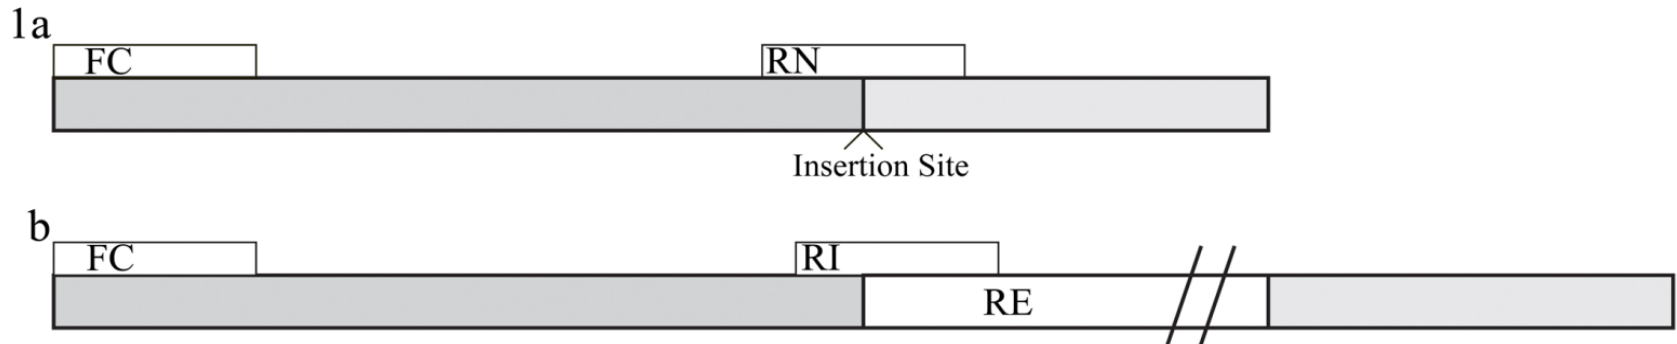 1a
FC RN
Insertion Site
b
FC RI
RE